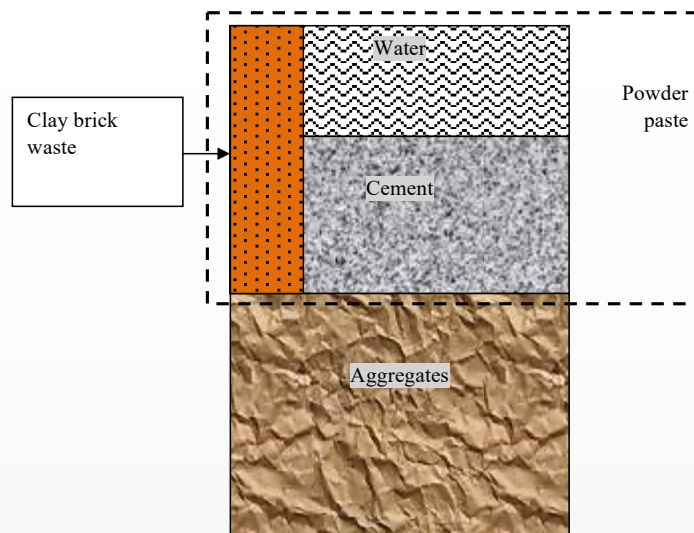 Water
Clay brick
waste
Powder
paste
Cement
Aggregates